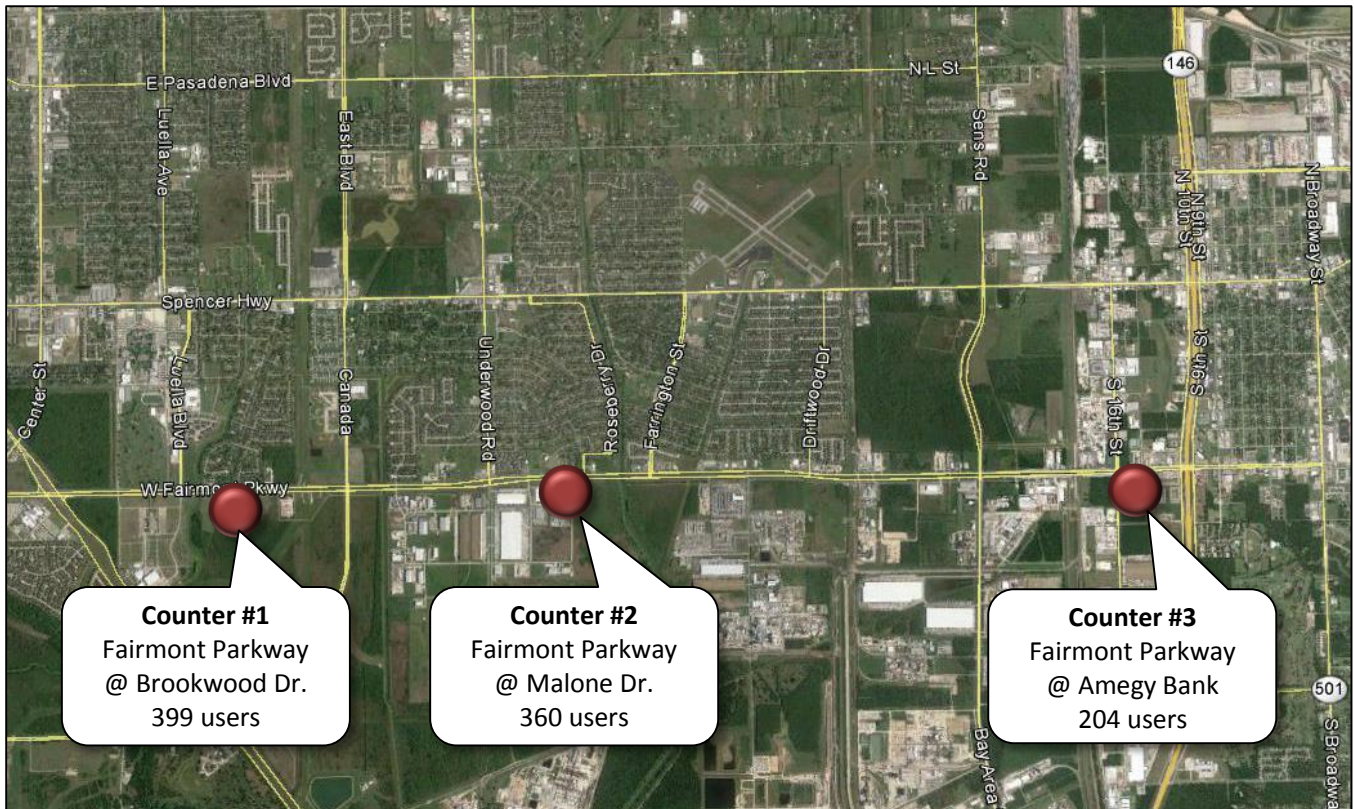 E Pasadena Blvd
N L St
146
Luella Ave
East Blvd
Sens Rd
N 10th St
N 9th St
N Broadway St
Spencer Hwy
Center St
Luella Blvd
Canada
Underwood Rd
Roseberry Dr
Farrington St
Driftwood Dr
S 16th St
S 9th St
W Fairmont Pkwy
Counter #1
Fairmont Parkway
@ Brookwood Dr.
399 users
Counter #2
Fairmont Parkway
@ Malone Dr.
360 users
Counter #3
Fairmont Parkway
@ Amegy Bank
204 users
501
Bay Area
S Broadwa